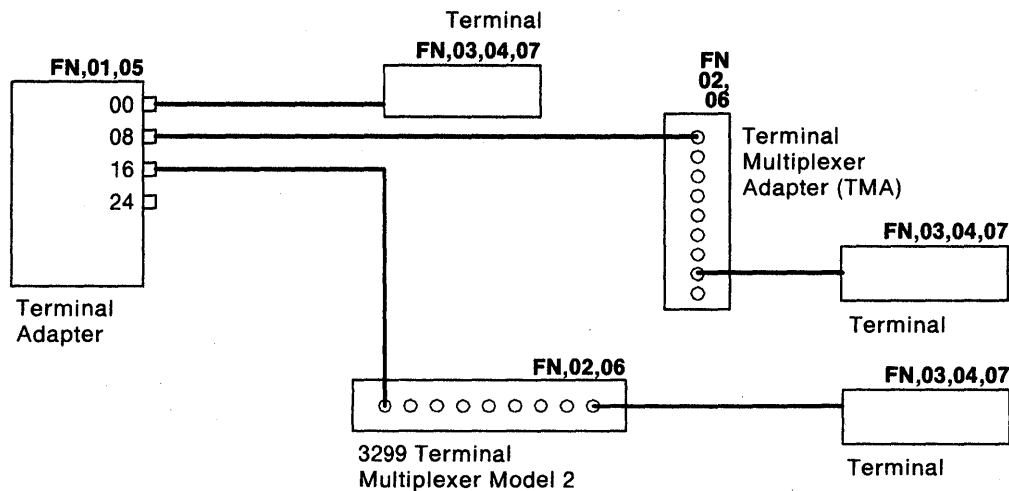 Terminal
FN,03,04,07
FN,01,05
00
08
16
24
Terminal
Adapter
FN
02,
06
Terminal
Multiplexer
Adapter (TMA)
FN,03,04,07
Terminal
FN,02,06
3299 Terminal
Multiplexer Model 2
FN,03,04,07
Terminal